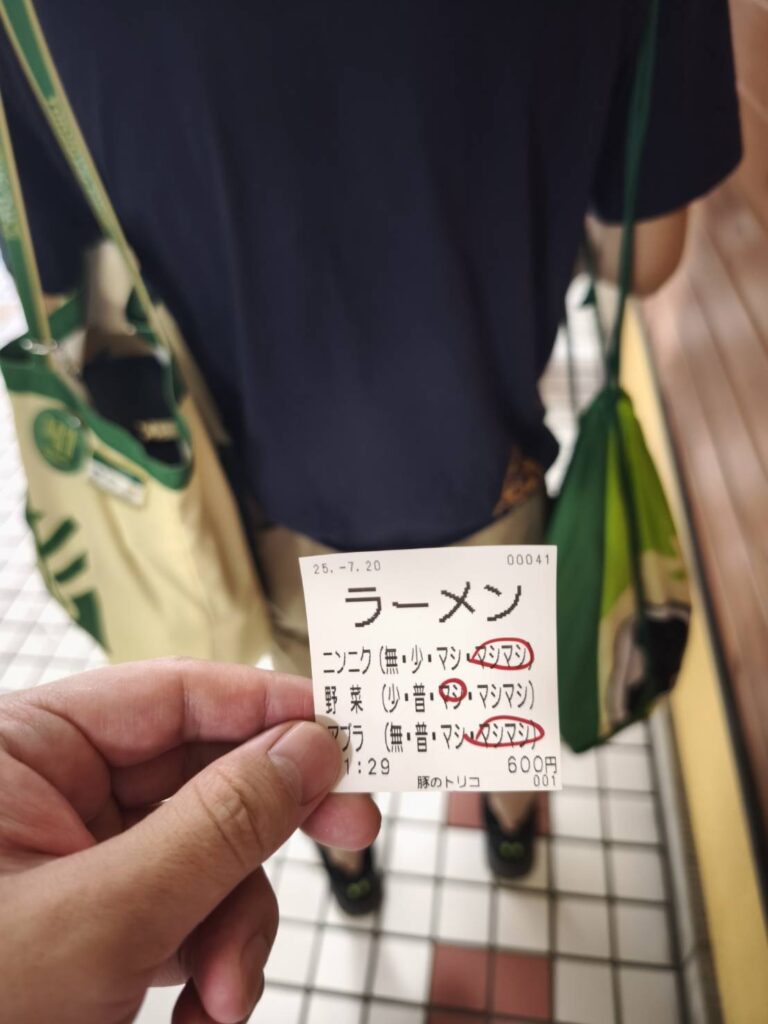 25.-7.20 00041
ラーメン
ニンニク(無・少・マシ・マシマシ)
野菜 (少・普・マシ・マシマシ)
アブラ (無・普・マシ・マシマシ)
1:29 600円
豚のトリコ 001